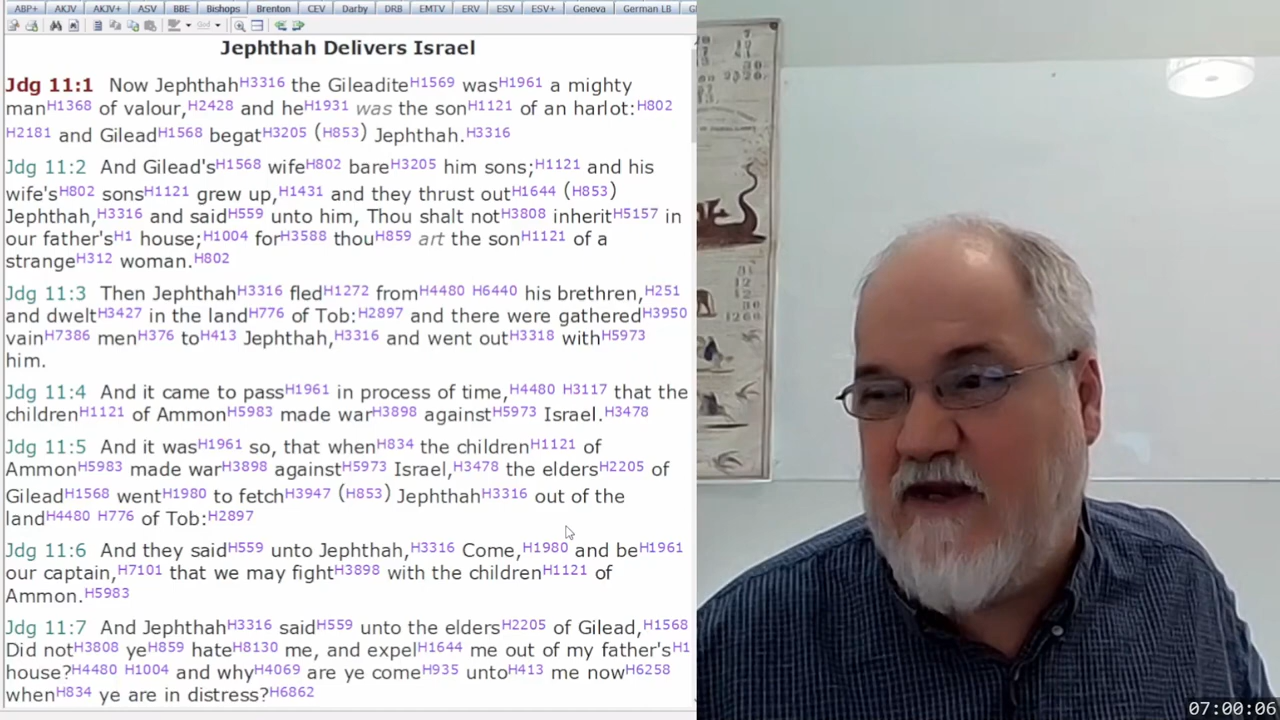 ABP+ AKJV AKJV+ ASV BBE Bishops Brenton CEV Darby DRB EMTV ERV ESV ESV+ Geneva German LB
Jephthah Delivers Israel
Jdg 11:1 Now JephthahH3316 the GileaditeH1569 wasH1961 a mighty
manH1368 of valour,H2428 and heH1931 was the sonH1121 of an harlot:H802
H2181 and GileadH1568 begatH3205 (H853) Jephthah.H3316
Jdg 11:2 And Gilead'sH1568 wifeH802 bareH3205 him sons;H1121 and his
wife'sH802 sonsH1121 grew up,H1431 and they thrust outH1644 (H853)
Jephthah,H3316 and saidH559 unto him, Thou shalt notH3808 inheritH5157 in
our father'sH1 house;H1004 forH3588 thouH859 art the sonH1121 of a
strangeH312 woman.H802
Jdg 11:3 Then JephthahH3316 fledH1272 fromH4480 H6440 his brethren,H251
and dweltH3427 in the landH776 of Tob:H2897 and there were gatheredH3950
vainH7386 menH376 toH413 Jephthah,H3316 and went outH3318 withH5973
him.
Jdg 11:4 And it came to passH1961 in process of time,H4480 H3117 that the
childrenH1121 of AmmonH5983 made warH3898 againstH5973 Israel.H3478
Jdg 11:5 And it wasH1961 so, that whenH834 the childrenH1121 of
AmmonH5983 made warH3898 againstH5973 Israel,H3478 the eldersH2205 of
GileadH1568 wentH1980 to fetchH3947 (H853) JephthahH3316 out of the
landH4480 H776 of Tob:H2897
Jdg 11:6 And they saidH559 unto Jephthah,H3316 Come,H1980 and beH1961
our captain,H7101 that we may fightH3898 with the childrenH1121 of
Ammon.H5983
Jdg 11:7 And JephthahH3316 saidH559 unto the eldersH2205 of Gilead,H1568
Did notH3808 yeH859 hateH8130 me, and expelH1644 me out of my father'sH1
house?H4480 H1004 and whyH4069 are ye comeH935 untoH413 me nowH6258
whenH834 ye are in distress?H6862
12
30
1260
07:00:06